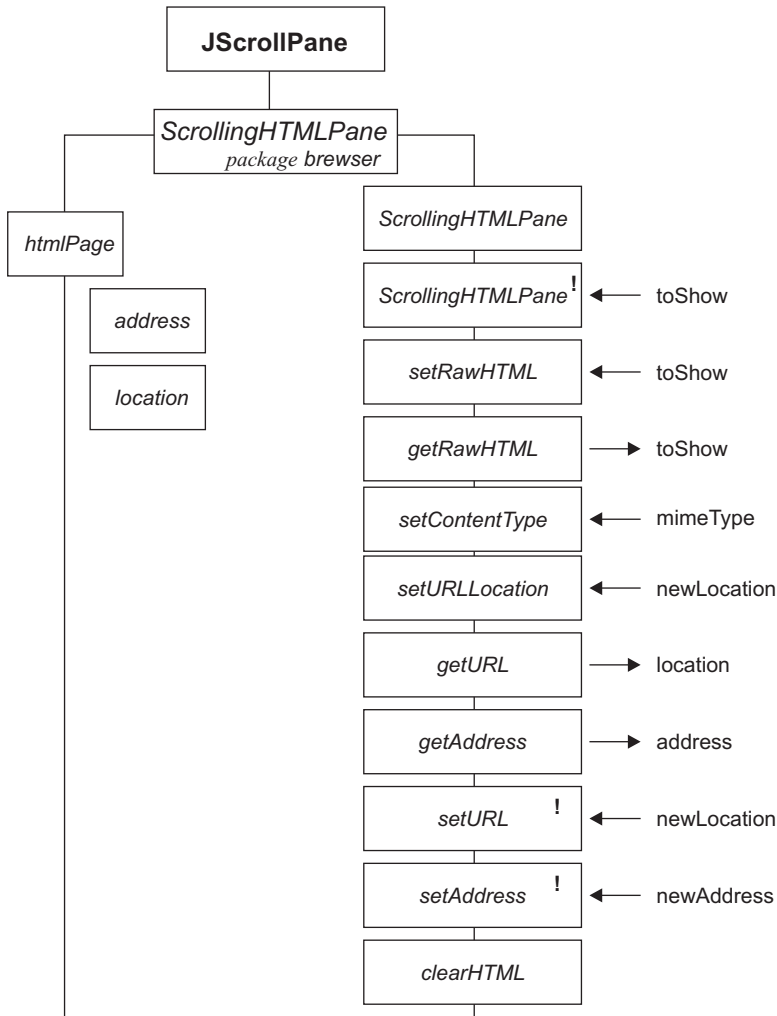 JScrollPane
ScrollingHTMLPane
package brewser
htmlPage
address
location
ScrollingHTMLPane
ScrollingHTMLPane ! toShow
setRawHTML toShow
getRawHTML toShow
setContentType mimeType
setURLLocation newLocation
getURL location
getAddress address
setURL ! newLocation
setAddress ! newAddress
clearHTML